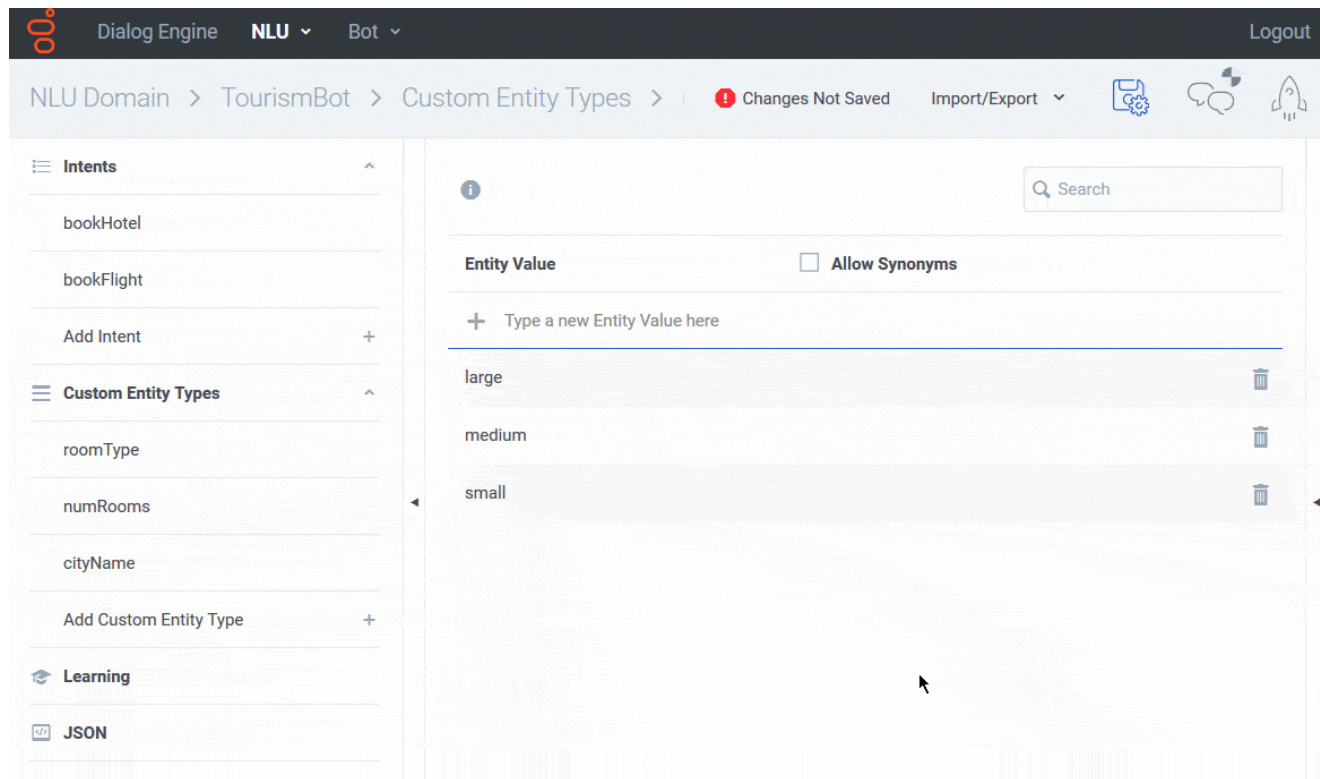 Dialog Engine NLU Bot Logout
NLU Domain > TourismBot > Custom Entity Types > Changes Not Saved Import/Export
Intents
bookHotel
bookFlight
Add Intent +
Custom Entity Types
roomType
numRooms
cityName
Add Custom Entity Type +
Learning
JSON
Search
Entity Value Allow Synonyms
+ Type a new Entity Value here
large
medium
small